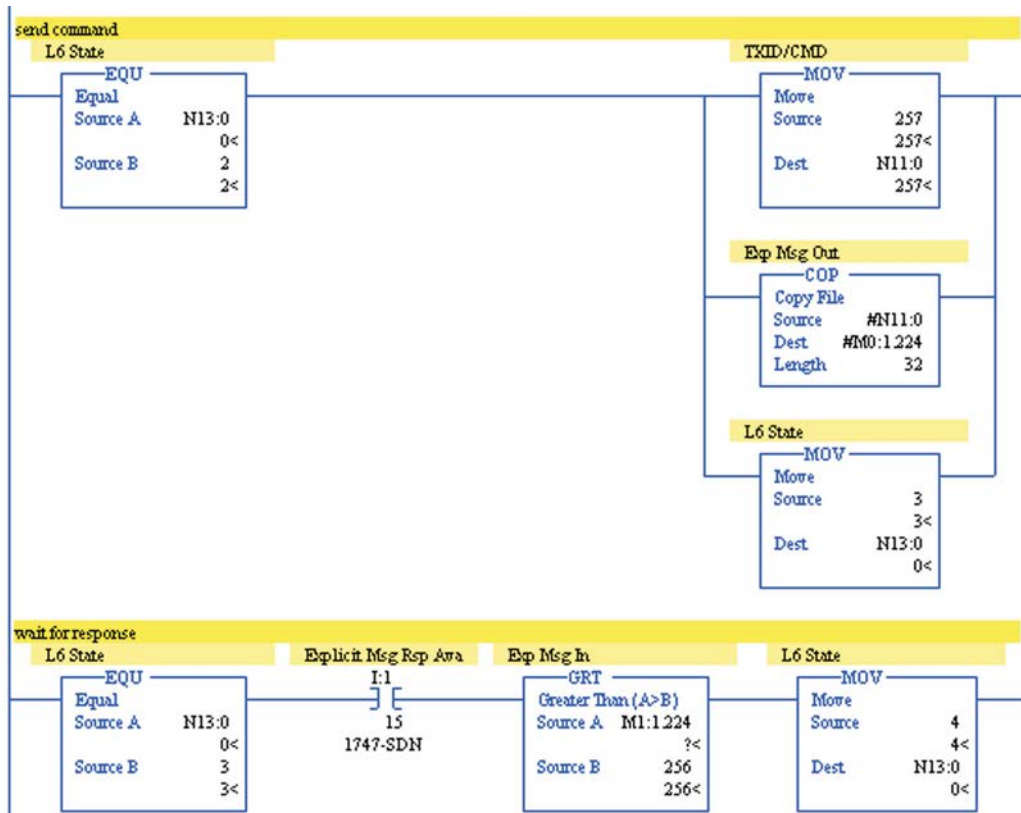 send command
L6 State
EQU
Equal
Source A N13:0
0<
Source B 2
2<
TXID/CMD
MOV
Move
Source 257
257<
Dest N11:0
257<
Exp Msg Out
COP
Copy File
Source #N11:0
Dest #M0:1.224
Length 32
L6 State
MOV
Move
Source 3
3<
Dest N13:0
0<
wait for response
L6 State
EQU
Equal
Source A N13:0
0<
Source B 3
3<
Explicit Msg Rsp Ava
I:1
15
1747-SDN
Exp Msg In
GRT
Greater Than (A>B)
Source A M1:1.224
?<
Source B 256
256<
L6 State
MOV
Move
Source 4
4<
Dest N13:0
0<